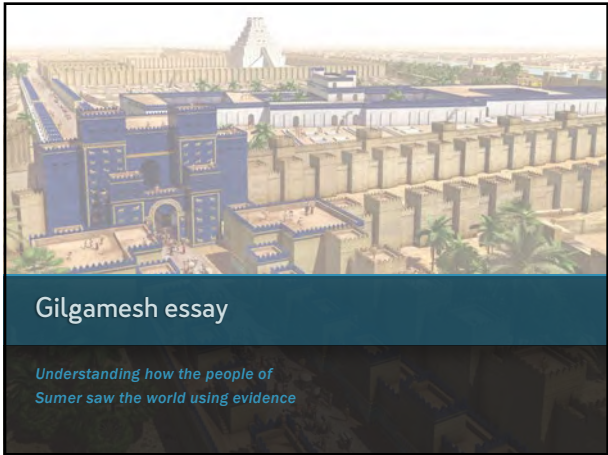 Gilgamesh essay
Understanding how the people of
Sumer saw the world using evidence